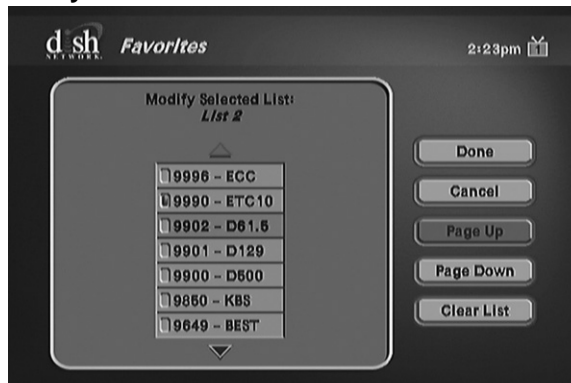 dish
NETWORK.
Favorites
2:23pm 1
Modify Selected List:
List 2
9996 - ECC
9990 - ETC10
9902 - D61.5
9901 - D129
9900 - D500
9850 - KBS
9649 - BEST
Done
Cancel
Page Up
Page Down
Clear List